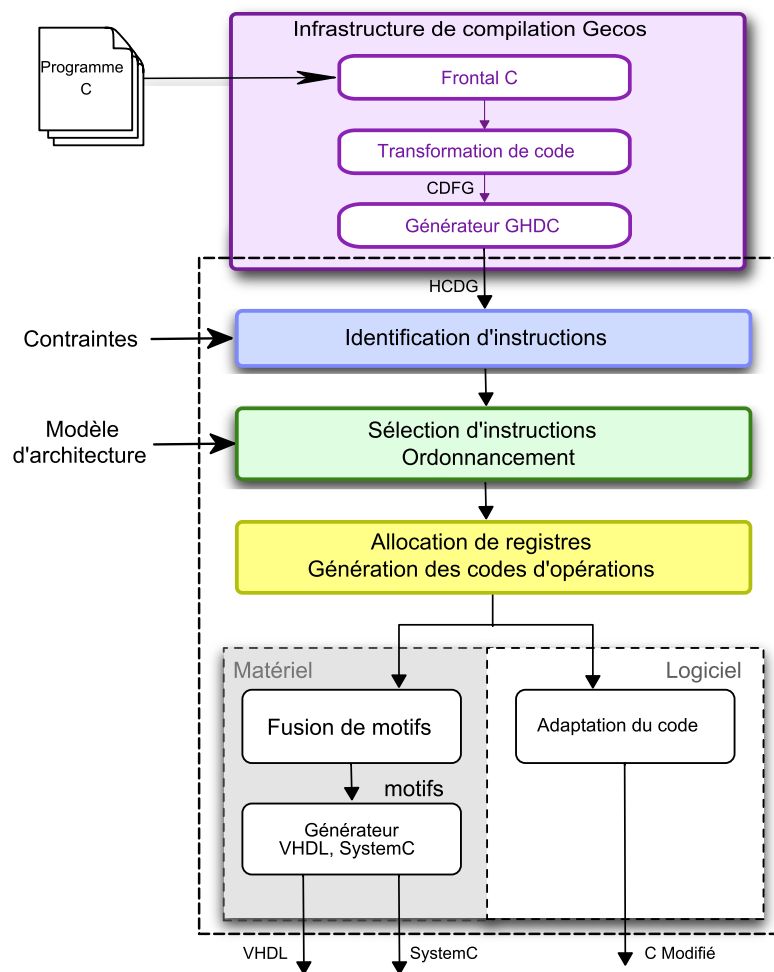 Infrastructure de compilation Gecos
Programme
C
Frontal C
Transformation de code
CDFG
Générateur GHDC
HCDG
Contraintes
Identification d'instructions
Modèle
d'architecture
Sélection d'instructions
Ordonnancement
Allocation de registres
Génération des codes d'opérations
Matériel
Logiciel
Fusion de motifs
Adaptation du code
motifs
Générateur
VHDL, SystemC
VHDL
SystemC
C Modifié